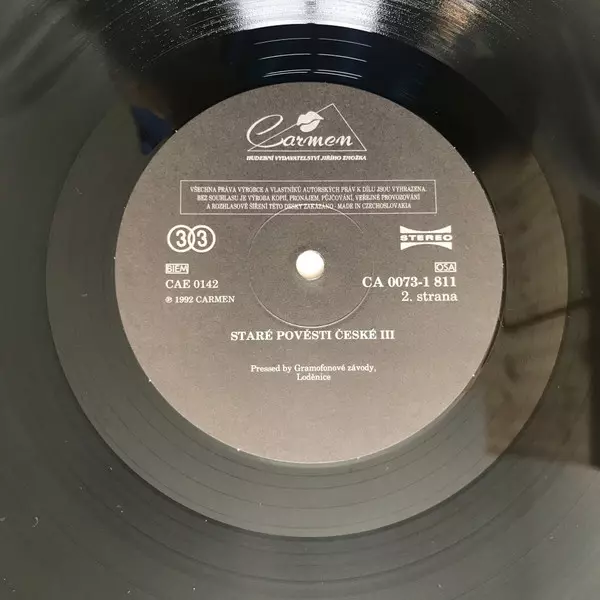 Carmen
HUDEBNÍ VYDAVATELSTVÍ JIŘÍHO ZMOŽKA
VŠECHNA PRÁVA VÝROBCE A VLASTNÍKŮ AUTORSKÝCH PRÁV K DÍLU JSOU VYHRAZENA.
BEZ SOUHLASU JE VÝROBA KOPIÍ, PRONÁJEM, PŮJČOVÁNÍ, VEŘEJNÉ PROVOZOVÁNÍ
A ROZHLASOVÉ ŠÍŘENÍ TÉTO DESKY ZAKÁZÁNO - MADE IN CZECHOSLOVAKIA
33 STEREO
BIEM OSA
CAE 0142 CA 0073-1 811
℗ 1992 CARMEN 2. strana
STARÉ POVĚSTI ČESKÉ III
Pressed by Gramofonové závody,
Loděnice